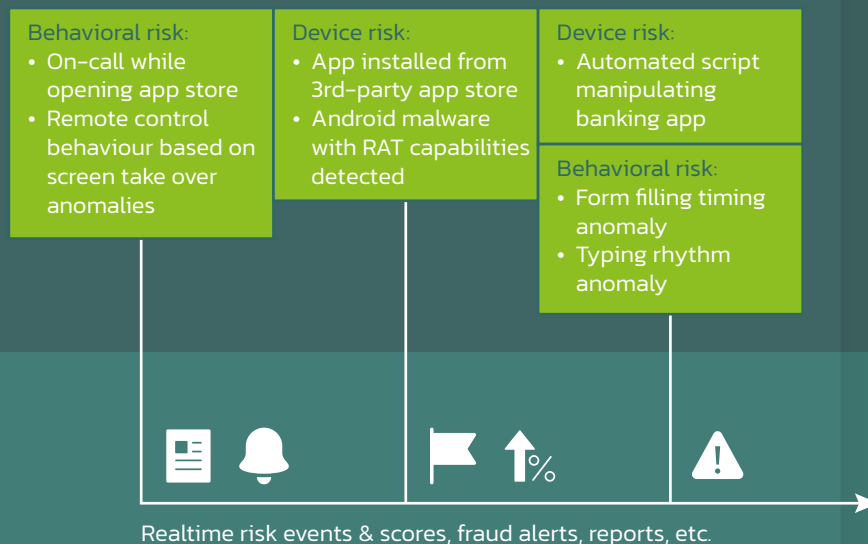 Behavioral risk:
• On-call while
opening app store
• Remote control
behaviour based on
screen take over
anomalies
Device risk:
• App installed from
3rd-party app store
• Android malware
with RAT capabilities
detected
Device risk:
• Automated script
manipulating
banking app
Behavioral risk:
• Form filling timing
anomaly
• Typing rhythm
anomaly
%
!
Realtime risk events & scores, fraud alerts, reports, etc.